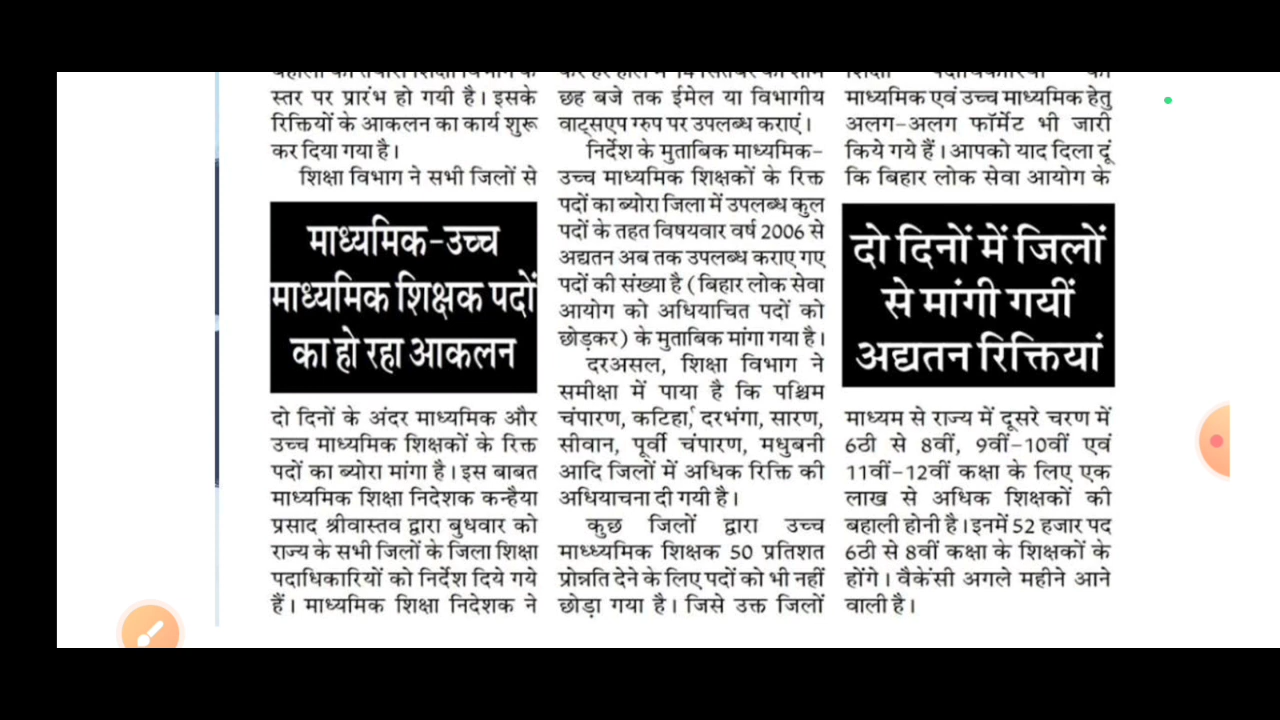 स्तर पर प्रारंभ हो गयी है। इसके
रिक्तियों के आकलन का कार्य शुरू
कर दिया गया है।
शिक्षा विभाग ने सभी जिलों से
माध्यमिक-उच्च
माध्यमिक शिक्षक पदों
का हो रहा आकलन
दो दिनों के अंदर माध्यमिक और
उच्च माध्यमिक शिक्षकों के रिक्त
पदों का ब्योरा मांगा है। इस बाबत
माध्यमिक शिक्षा निदेशक कन्हैया
प्रसाद श्रीवास्तव द्वारा बुधवार को
राज्य के सभी जिलों के जिला शिक्षा
पदाधिकारियों को निर्देश दिये गये
हैं। माध्यमिक शिक्षा निदेशक ने
कर हर हाल में 14 सितंबर की शाम
छह बजे तक ईमेल या विभागीय
वाट्सएप ग्रुप पर उपलब्ध कराएं।
निर्देश के मुताबिक माध्यमिक-
उच्च माध्यमिक शिक्षकों के रिक्त
पदों का ब्योरा जिला में उपलब्ध कुल
पदों के तहत विषयवार वर्ष 2006 से
अद्यतन अब तक उपलब्ध कराए गए
पदों की संख्या है (बिहार लोक सेवा
आयोग को अधियाचित पदों को
छोड़कर) के मुताबिक मांगा गया है।
दरअसल, शिक्षा विभाग ने
समीक्षा में पाया है कि पश्चिम
चंपारण, कटिहार्, दरभंगा, सारण,
सीवान, पूर्वी चंपारण, मधुबनी
आदि जिलों में अधिक रिक्ति की
अधियाचना दी गयी है।
कुछ जिलों द्वारा उच्च
माध्यमिक शिक्षक 50 प्रतिशत
प्रोन्नति देने के लिए पदों को भी नहीं
छोड़ा गया है। जिसे उक्त जिलों
माध्यमिक एवं उच्च माध्यमिक हेतु
अलग-अलग फॉर्मेट भी जारी
किये गये हैं। आपको याद दिला दूं
कि बिहार लोक सेवा आयोग के
दो दिनों में जिलों
से मांगी गयीं
अद्यतन रिक्तियां
माध्यम से राज्य में दूसरे चरण में
6ठी से 8वीं, 9वीं-10वीं एवं
11वीं-12वीं कक्षा के लिए एक
लाख से अधिक शिक्षकों की
बहाली होनी है। इनमें 52 हजार पद
6ठी से 8वीं कक्षा के शिक्षकों के
होंगे। वैकेंसी अगले महीने आने
वाली है।